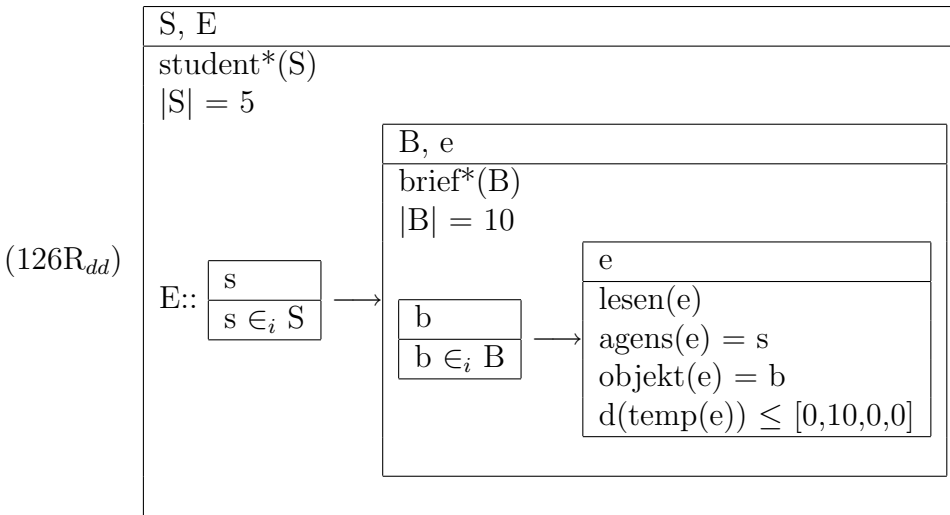 S, E
student*(S)
|S| = 5
B, e
brief*(B)
|B| = 10
(126R_dd)
E::
s
s ∈_i S
⟶
b
b ∈_i B
⟶
e
lesen(e)
agens(e) = s
objekt(e) = b
d(temp(e)) ≤ [0,10,0,0]